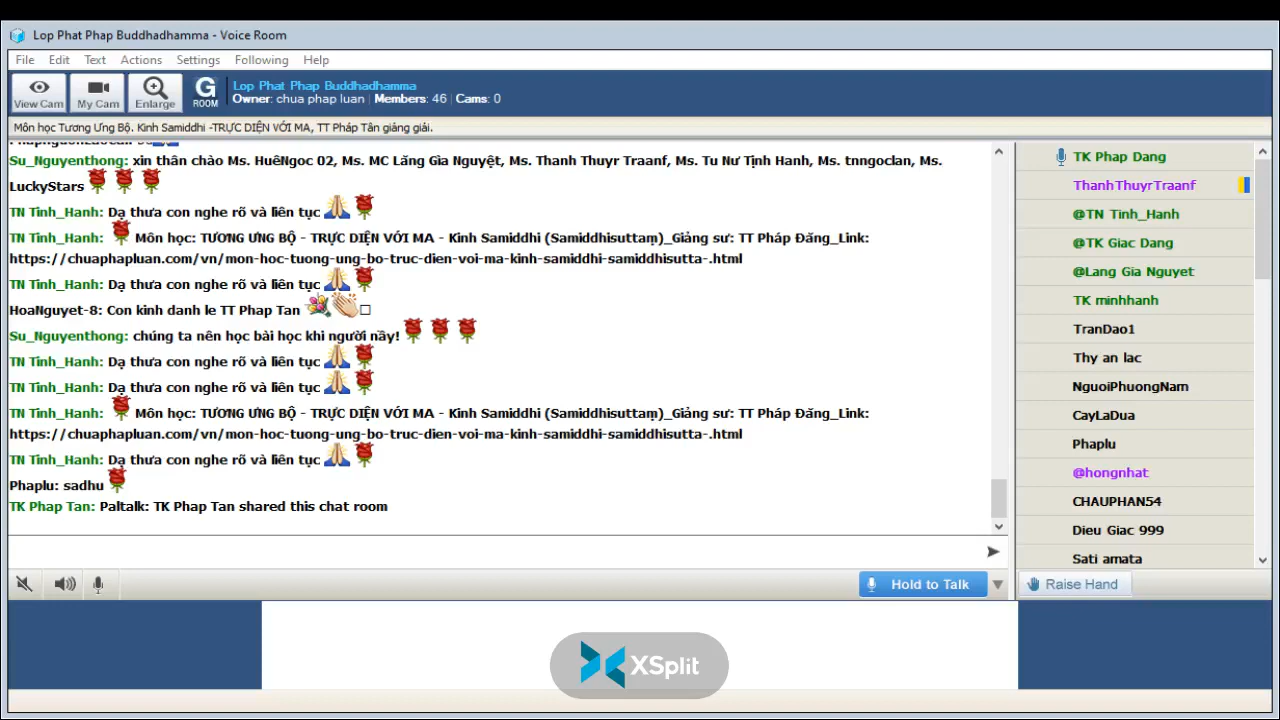 Lop Phat Phap Buddhadhamma - Voice Room
File Edit Text Actions Settings Following Help
View Cam My Cam Enlarge G ROOM
Lop Phat Phap Buddhadhamma
Owner: chua phap luan | Members: 46 | Cams: 0
Môn học Tương Ưng Bộ. Kinh Samiddhi -TRỰC DIỆN VỚI MA, TT Pháp Tân giảng giải.
Su_Nguyenthong: xin thân chào Ms. HuêNgoc 02, Ms. MC Lăng Gia Nguyệt, Ms. Thanh Thuyr Traanf, Ms. Tu Nư Tịnh Hanh, Ms. tnngoclan, Ms.
LuckyStars
TN Tinh_Hanh: Dạ thưa con nghe rõ và liên tục
TN Tinh_Hanh: Môn học: TƯƠNG ƯNG BỘ - TRỰC DIỆN VỚI MA - Kinh Samiddhi (Samiddhisuttaṃ)_Giảng sư: TT Pháp Đăng_Link:
https://chuaphapluan.com/vn/mon-hoc-tuong-ung-bo-truc-dien-voi-ma-kinh-samiddhi-samiddhisutta-.html
TN Tinh_Hanh: Dạ thưa con nghe rõ và liên tục
HoaNguyet-8: Con kinh danh le TT Phap Tan
Su_Nguyenthong: chúng ta nên học bài học khi người nầy!
TN Tinh_Hanh: Dạ thưa con nghe rõ và liên tục
TN Tinh_Hanh: Dạ thưa con nghe rõ và liên tục
TN Tinh_Hanh: Môn học: TƯƠNG ƯNG BỘ - TRỰC DIỆN VỚI MA - Kinh Samiddhi (Samiddhisuttaṃ)_Giảng sư: TT Pháp Đăng_Link:
https://chuaphapluan.com/vn/mon-hoc-tuong-ung-bo-truc-dien-voi-ma-kinh-samiddhi-samiddhisutta-.html
TN Tinh_Hanh: Dạ thưa con nghe rõ và liên tục
Phaplu: sadhu
TK Phap Tan: Paltalk: TK Phap Tan shared this chat room
TK Phap Dang
ThanhThuyrTraanf
@TN Tinh_Hanh
@TK Giac Dang
@Lang Gia Nguyet
TK minhhanh
TranDao1
Thy an lac
NguoiPhuongNam
CayLaDua
Phaplu
@hongnhat
CHAUPHAN54
Dieu Giac 999
Sati amata
Hold to Talk
Raise Hand
XSplit